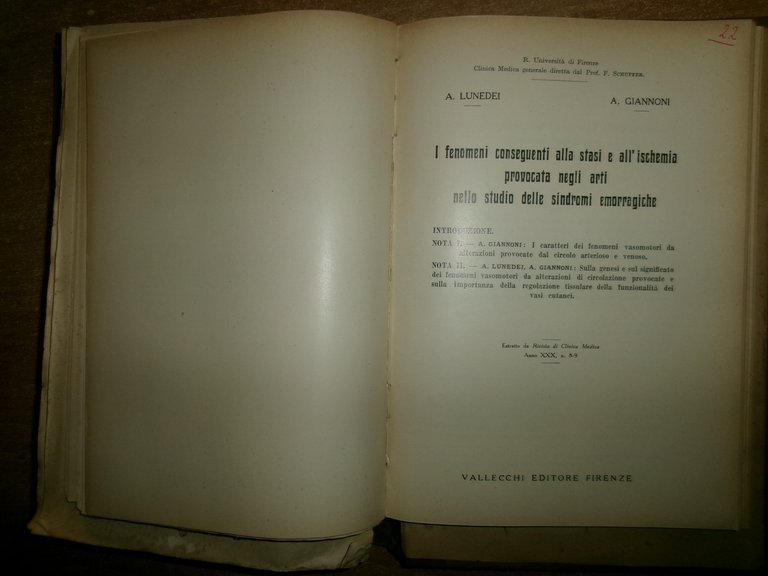 22
R. Università di Firenze
Clinica Medica generale diretta dal Prof. F. SCHUPFER.
A. LUNEDEI A. GIANNONI
I fenomeni conseguenti alla stasi e all'ischemia
provocata negli arti
nello studio delle sindromi emorragiche
INTRODUZIONE.
NOTA I. — A. GIANNONI: I caratteri dei fenomeni vasomotori da
alterazioni provocate dal circolo arterioso e venoso.
NOTA II. — A. LUNEDEI, A. GIANNONI: Sulla genesi e sul significato
dei fenomeni vasomotori da alterazioni di circolazione provocate e
sulla importanza della regolazione tissulare della funzionalità dei
vasi cutanei.
Estratto da Rivista di Clinica Medica
Anno XXX, n. 8-9
VALLECCHI EDITORE FIRENZE